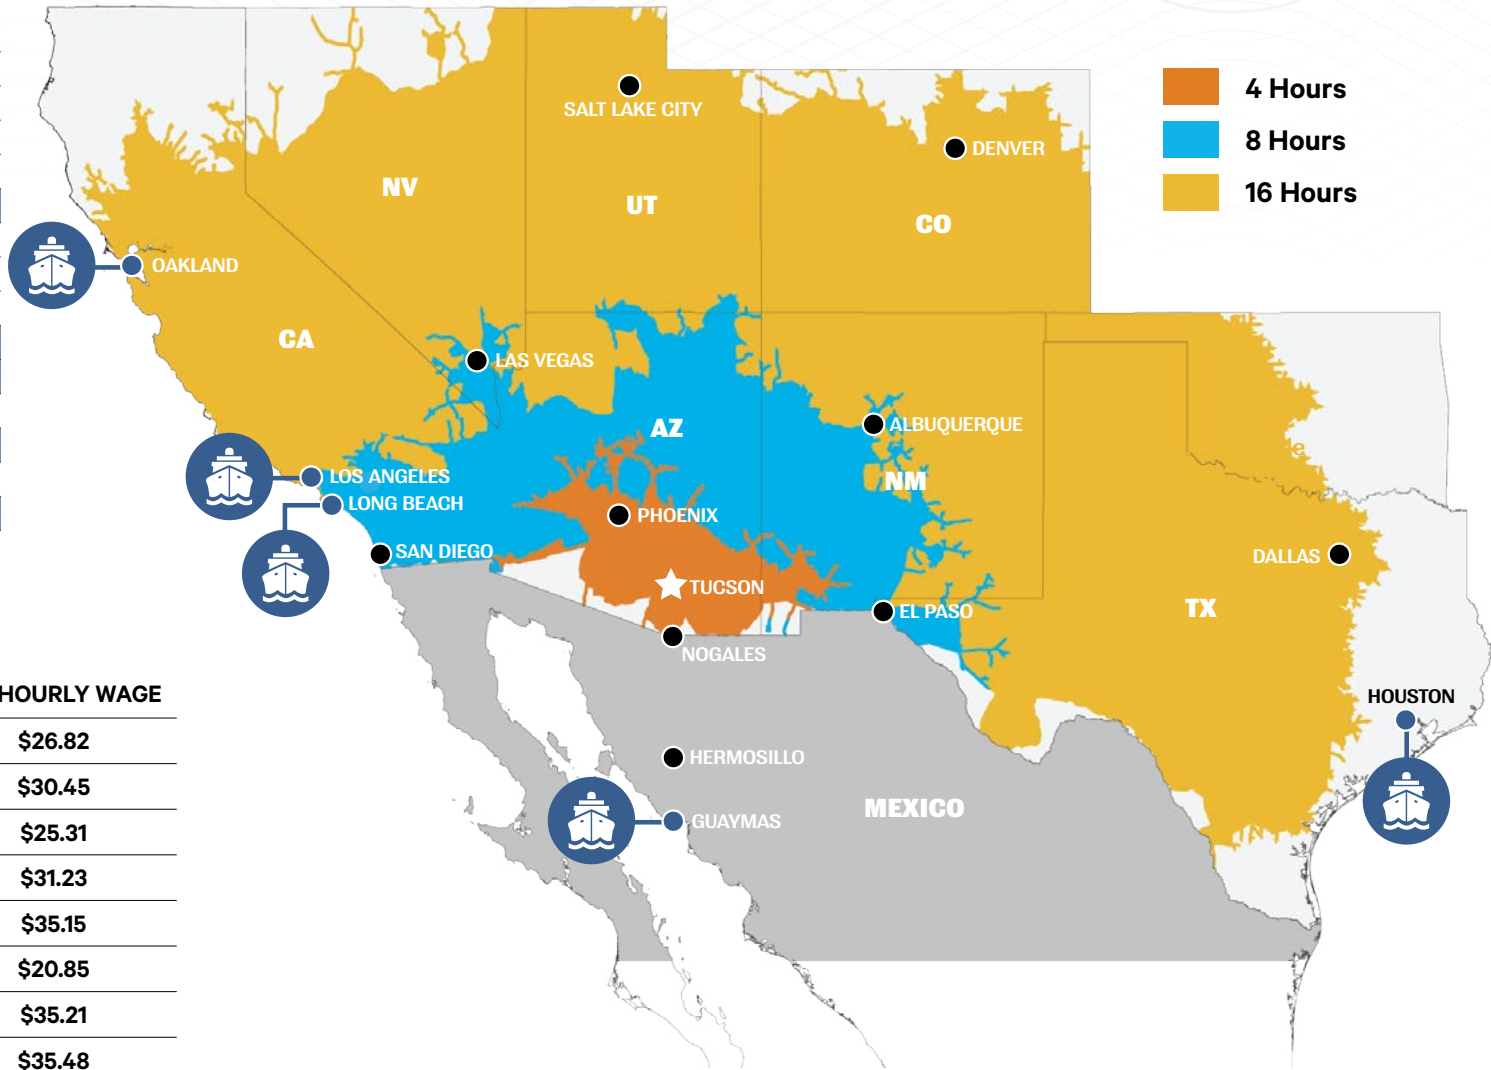 4 Hours
8 Hours
16 Hours
SALT LAKE CITY
DENVER
NV
UT
CO
OAKLAND
CA
LAS VEGAS
AZ
ALBUQUERQUE
NM
LOS ANGELES
LONG BEACH
PHOENIX
SAN DIEGO
DALLAS
TUCSON
EL PASO
TX
NOGALES
HOUSTON
HERMOSILLO
MEXICO
GUAYMAS
HOURLY WAGE
$26.82
$30.45
$25.31
$31.23
$35.15
$20.85
$35.21
$35.48